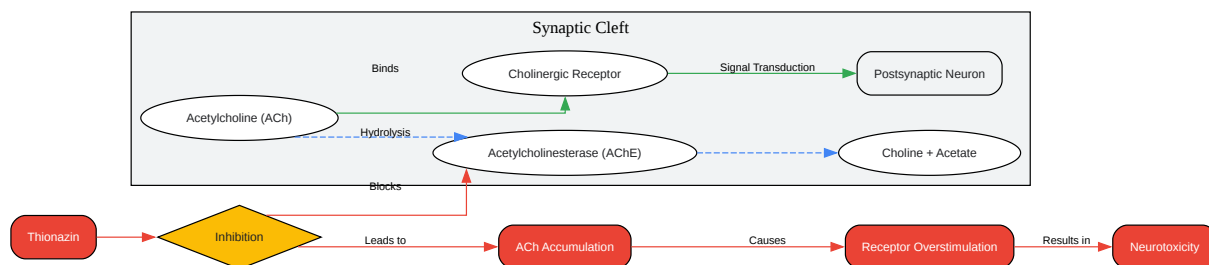 Synaptic Cleft
Binds
Cholinergic Receptor
Signal Transduction
Postsynaptic Neuron
Acetylcholine (ACh)
Hydrolysis
Acetylcholinesterase (AChE)
Choline + Acetate
Blocks
Thionazin
Inhibition
Leads to
ACh Accumulation
Causes
Receptor Overstimulation
Results in
Neurotoxicity